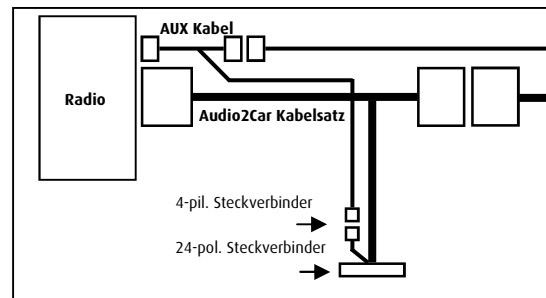 AUX Kabel
Radio
Audio2Car Kabelsatz
4-pil. Steckverbinder
24-pol. Steckverbinder